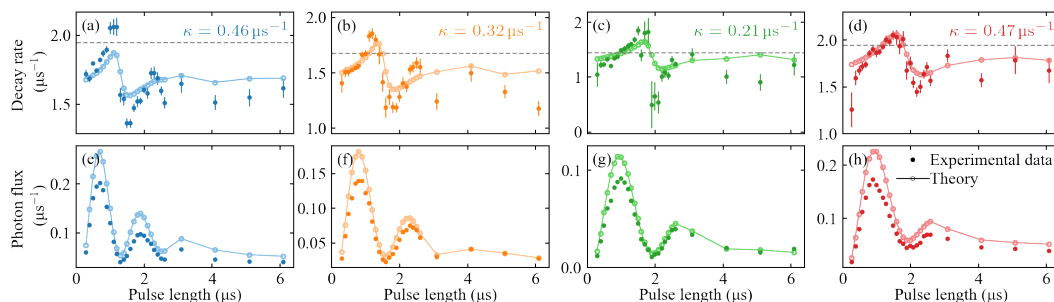 (a) κ = 0.46 μs⁻¹
(b) κ = 0.32 μs⁻¹
(c) κ = 0.21 μs⁻¹
(d) κ = 0.47 μs⁻¹
Decay rate
(μs⁻¹)
2.0
1.5
2.0
1.5
1.0
2
1
0
2.0
1.5
1.0
(e)
(f)
(g)
(h)
Experimental data
Theory
Photon flux
(μs⁻¹)
0.2
0.1
0.15
0.10
0.05
0.1
0.0
0.2
0.1
0 2 4 6
0 2 4 6
0 2 4 6
0 2 4 6
Pulse length (μs)
Pulse length (μs)
Pulse length (μs)
Pulse length (μs)